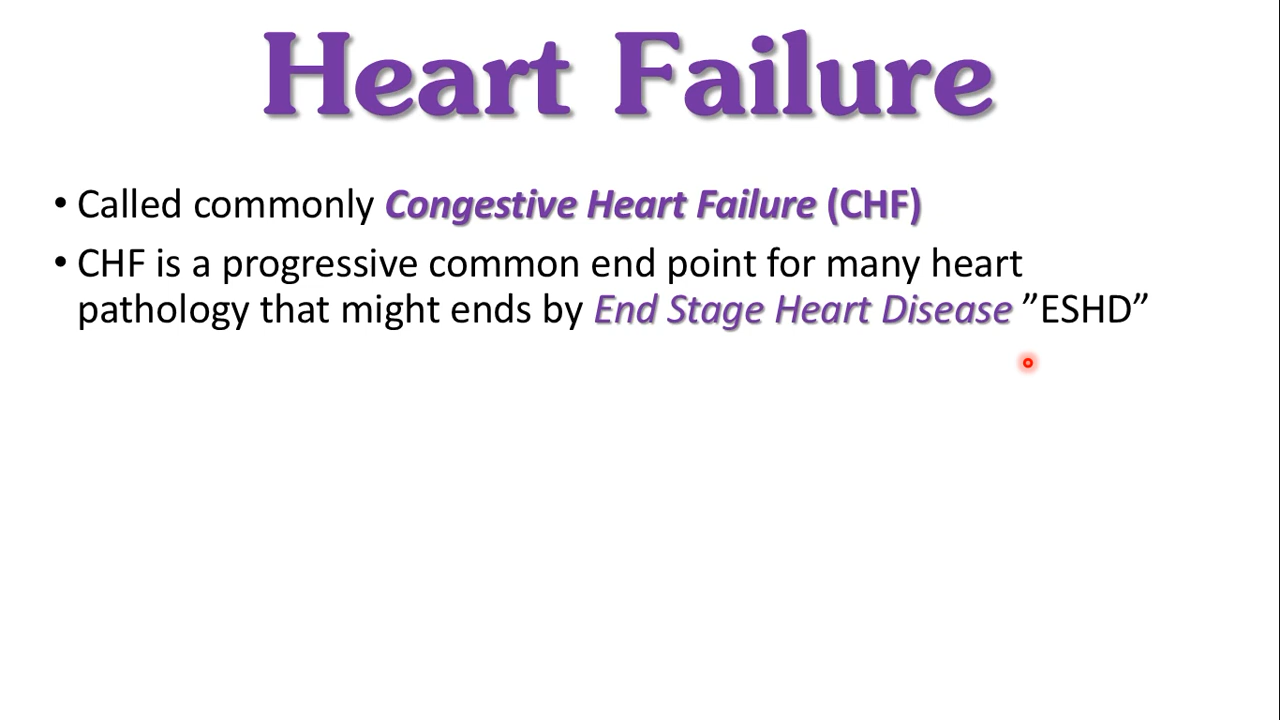 Heart Failure
• Called commonly Congestive Heart Failure (CHF)
• CHF is a progressive common end point for many heart
pathology that might ends by End Stage Heart Disease ”ESHD”